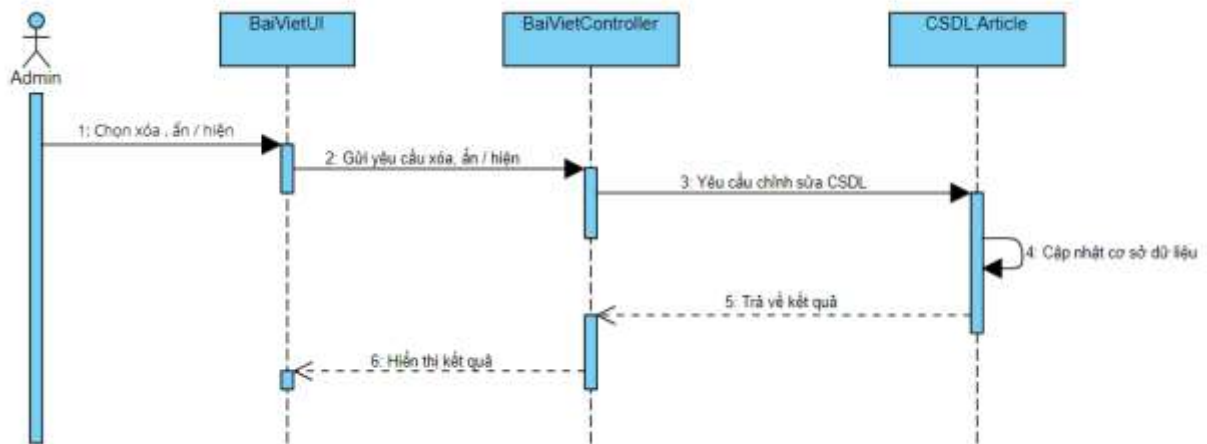 BaiVietUI
BaiVietController
CSDL Article
Admin
1: Chọn xóa , ẩn / hiện
2: Gửi yêu cầu xóa, ẩn / hiện
3: Yêu cầu chỉnh sửa CSDL
4: Cập nhật cơ sở dữ liệu
5: Trả về kết quả
6: Hiển thị kết quả